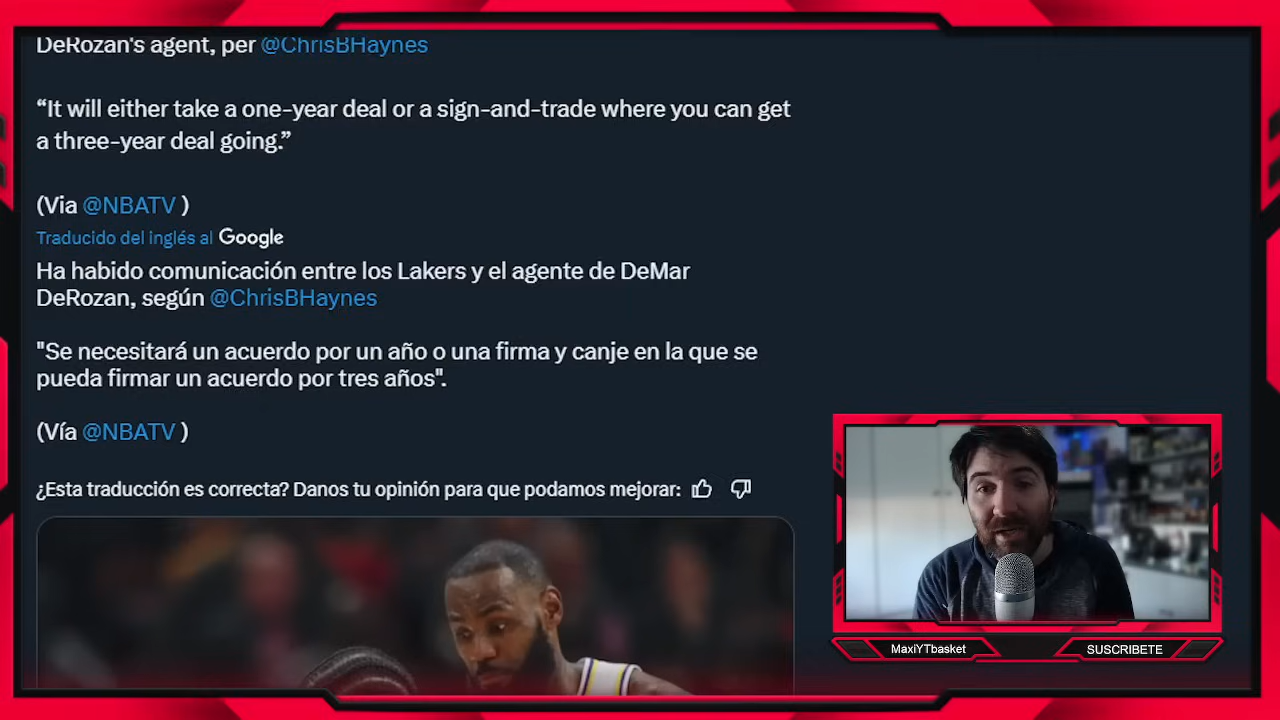 DeRozan's agent, per @ChrisBHaynes
“It will either take a one-year deal or a sign-and-trade where you can get
a three-year deal going.”
(Via @NBATV )
Traducido del inglés al Google
Ha habido comunicación entre los Lakers y el agente de DeMar
DeRozan, según @ChrisBHaynes
"Se necesitará un acuerdo por un año o una firma y canje en la que se
pueda firmar un acuerdo por tres años".
(Vía @NBATV )
¿Esta traducción es correcta? Danos tu opinión para que podamos mejorar:
MaxiYTbasket
SUSCRIBETE